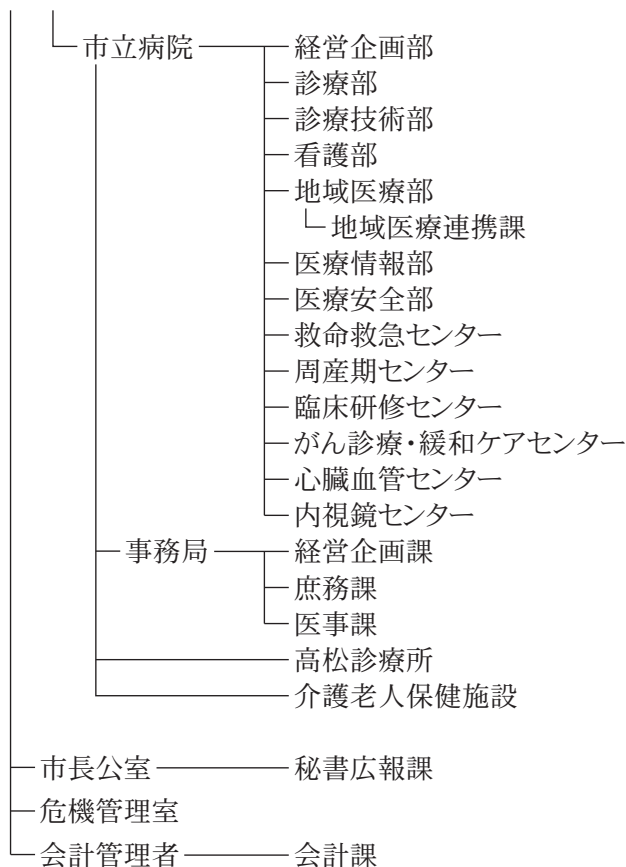 市立病院 経営企画部
診療部
診療技術部
看護部
地域医療部
地域医療連携課
医療情報部
医療安全部
救命救急センター
周産期センター
臨床研修センター
がん診療・緩和ケアセンター
心臓血管センター
内視鏡センター
事務局 経営企画課
庶務課
医事課
高松診療所
介護老人保健施設
市長公室 秘書広報課
危機管理室
会計管理者 会計課